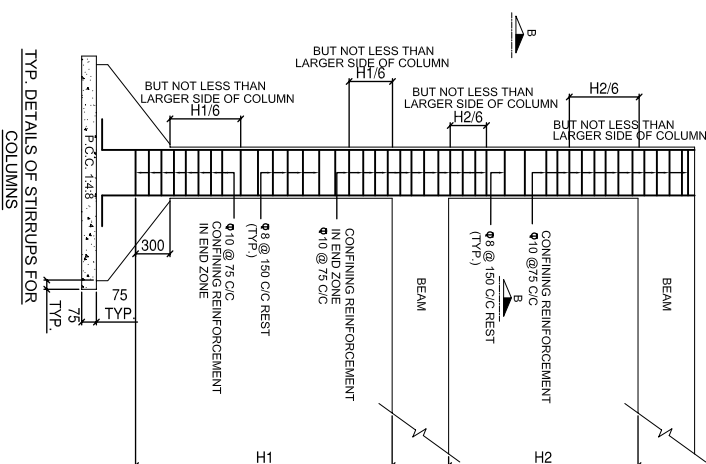 B
BUT NOT LESS THAN
H1/6
BUT NOT LESS THAN
LARGER SIDE OF COLUMN
H1/6
BUT NOT LESS THAN
LARGER SIDE OF COLUMN
H2/6
H2/6
BUT NOT LESS THAN
LARGER SIDE OF COLUMN
P.C.C. 1:4:8
TYP. DETAILS OF STIRRUPS FOR
COLUMNS
300
75
TYP.
75
TYP.
Φ10 @ 75 C/C
CONFINING REINFORCEMENT
IN END ZONE
Φ8 @ 150 C/C REST
(TYP.)
CONFINING REINFORCEMENT
IN END ZONE
Φ10 @ 75 C/C
BEAM
Φ8 @ 150 C/C REST
(TYP.)
B
CONFINING REINFORCEMENT
Φ10 @75 C/C
BEAM
H1
H2